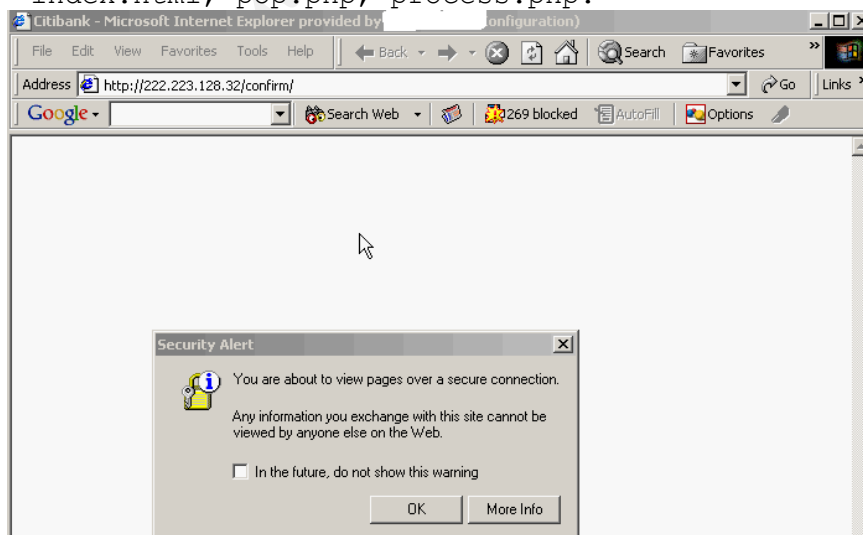 index.html, pop.php, process.php.
Citibank - Microsoft Internet Explorer provided by onfiguration)
File Edit View Favorites Tools Help Back Search Favorites »
Address http://222.223.128.32/confirm/ Go Links »
Google Search Web 269 blocked AutoFill Options
Security Alert
You are about to view pages over a secure connection.
Any information you exchange with this site cannot be
viewed by anyone else on the Web.
In the future, do not show this warning
OK More Info